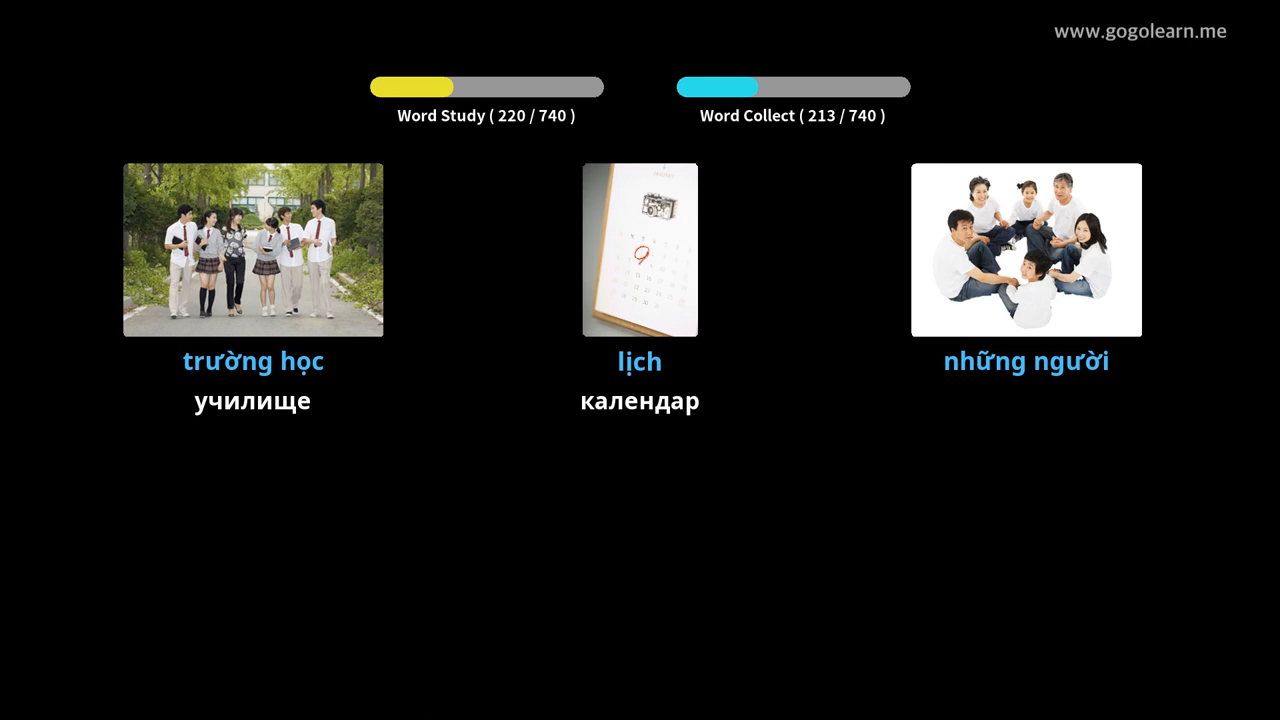 www.gogolearn.me
Word Study ( 220 / 740 )
Word Collect ( 213 / 740 )
trường học
lịch
những người
училище
календар